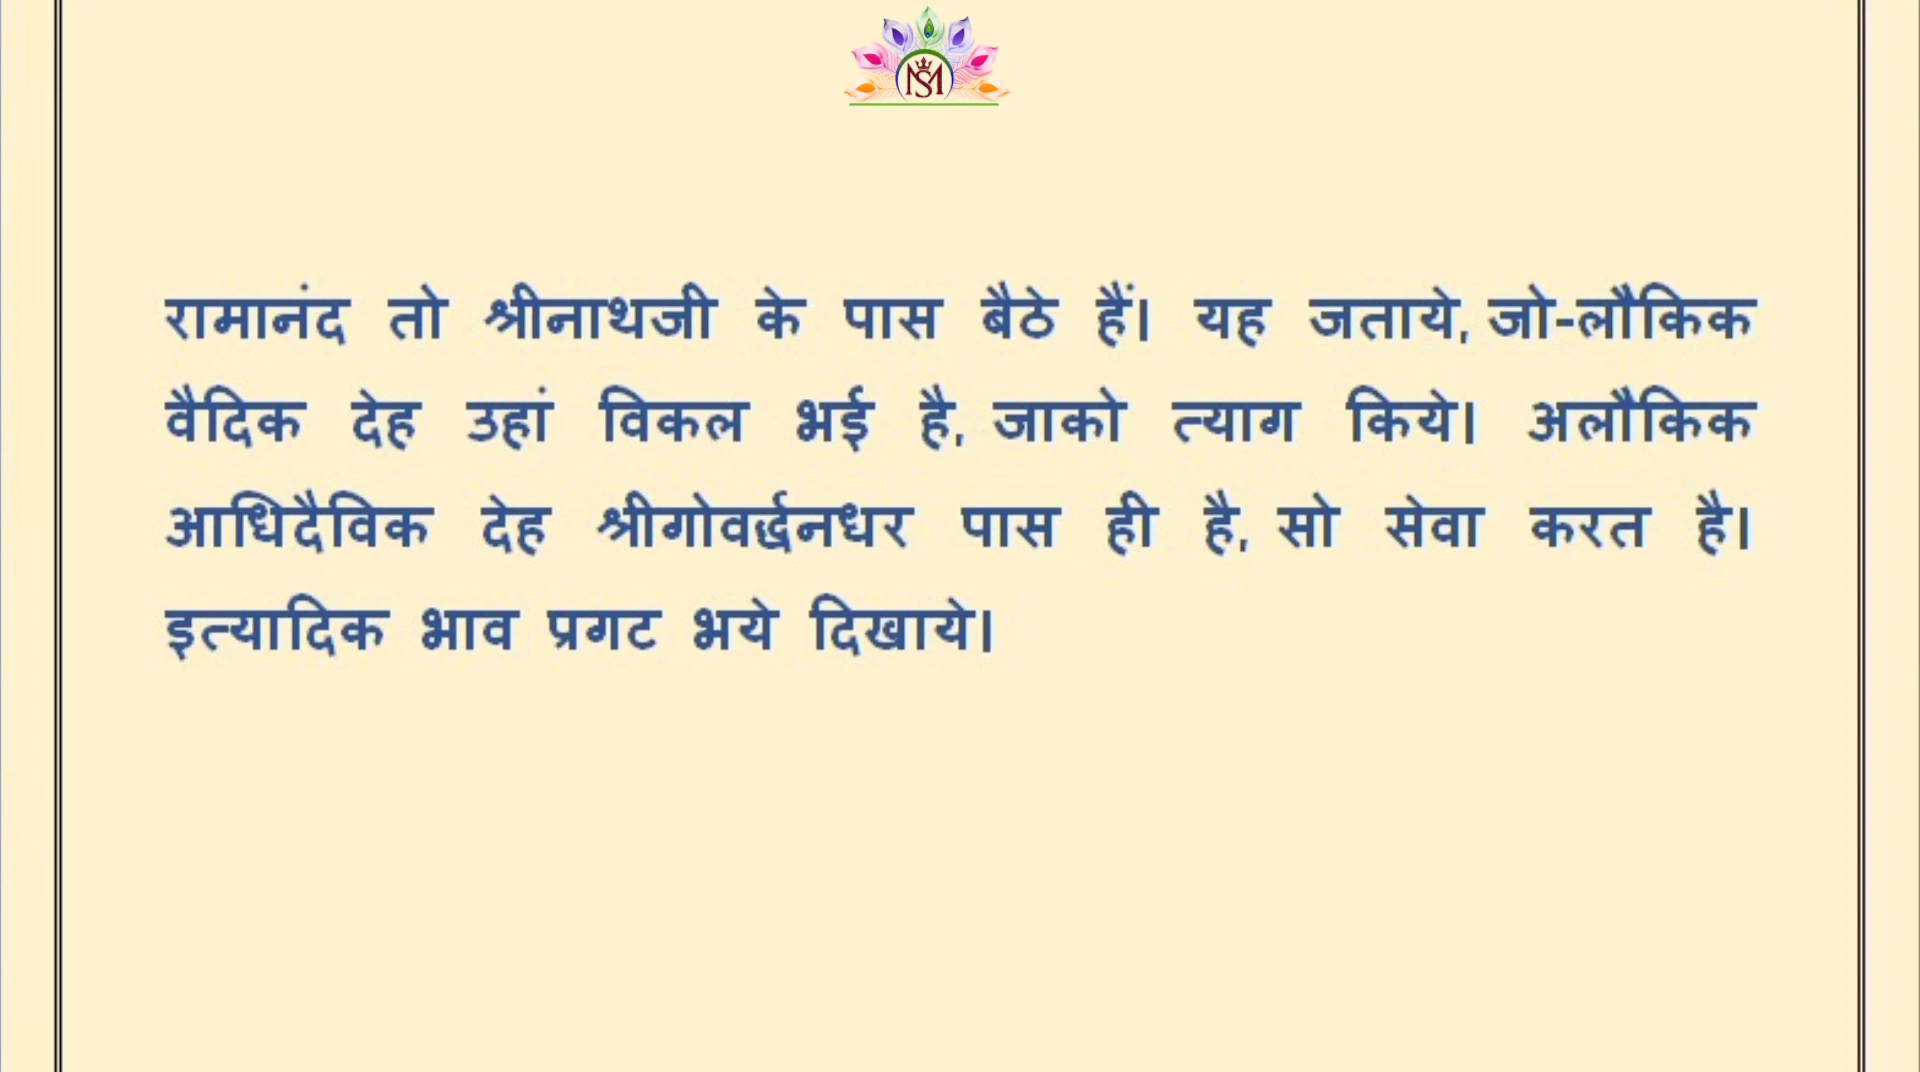 रामानंद तो श्रीनाथजी के पास बैठे हैं। यह जताये, जो-लौकिक
वैदिक देह उहां विकल भई है, जाको त्याग किये। अलौकिक
आधिदैविक देह श्रीगोवर्द्धनधर पास ही है, सो सेवा करत है।
इत्यादिक भाव प्रगट भये दिखाये।